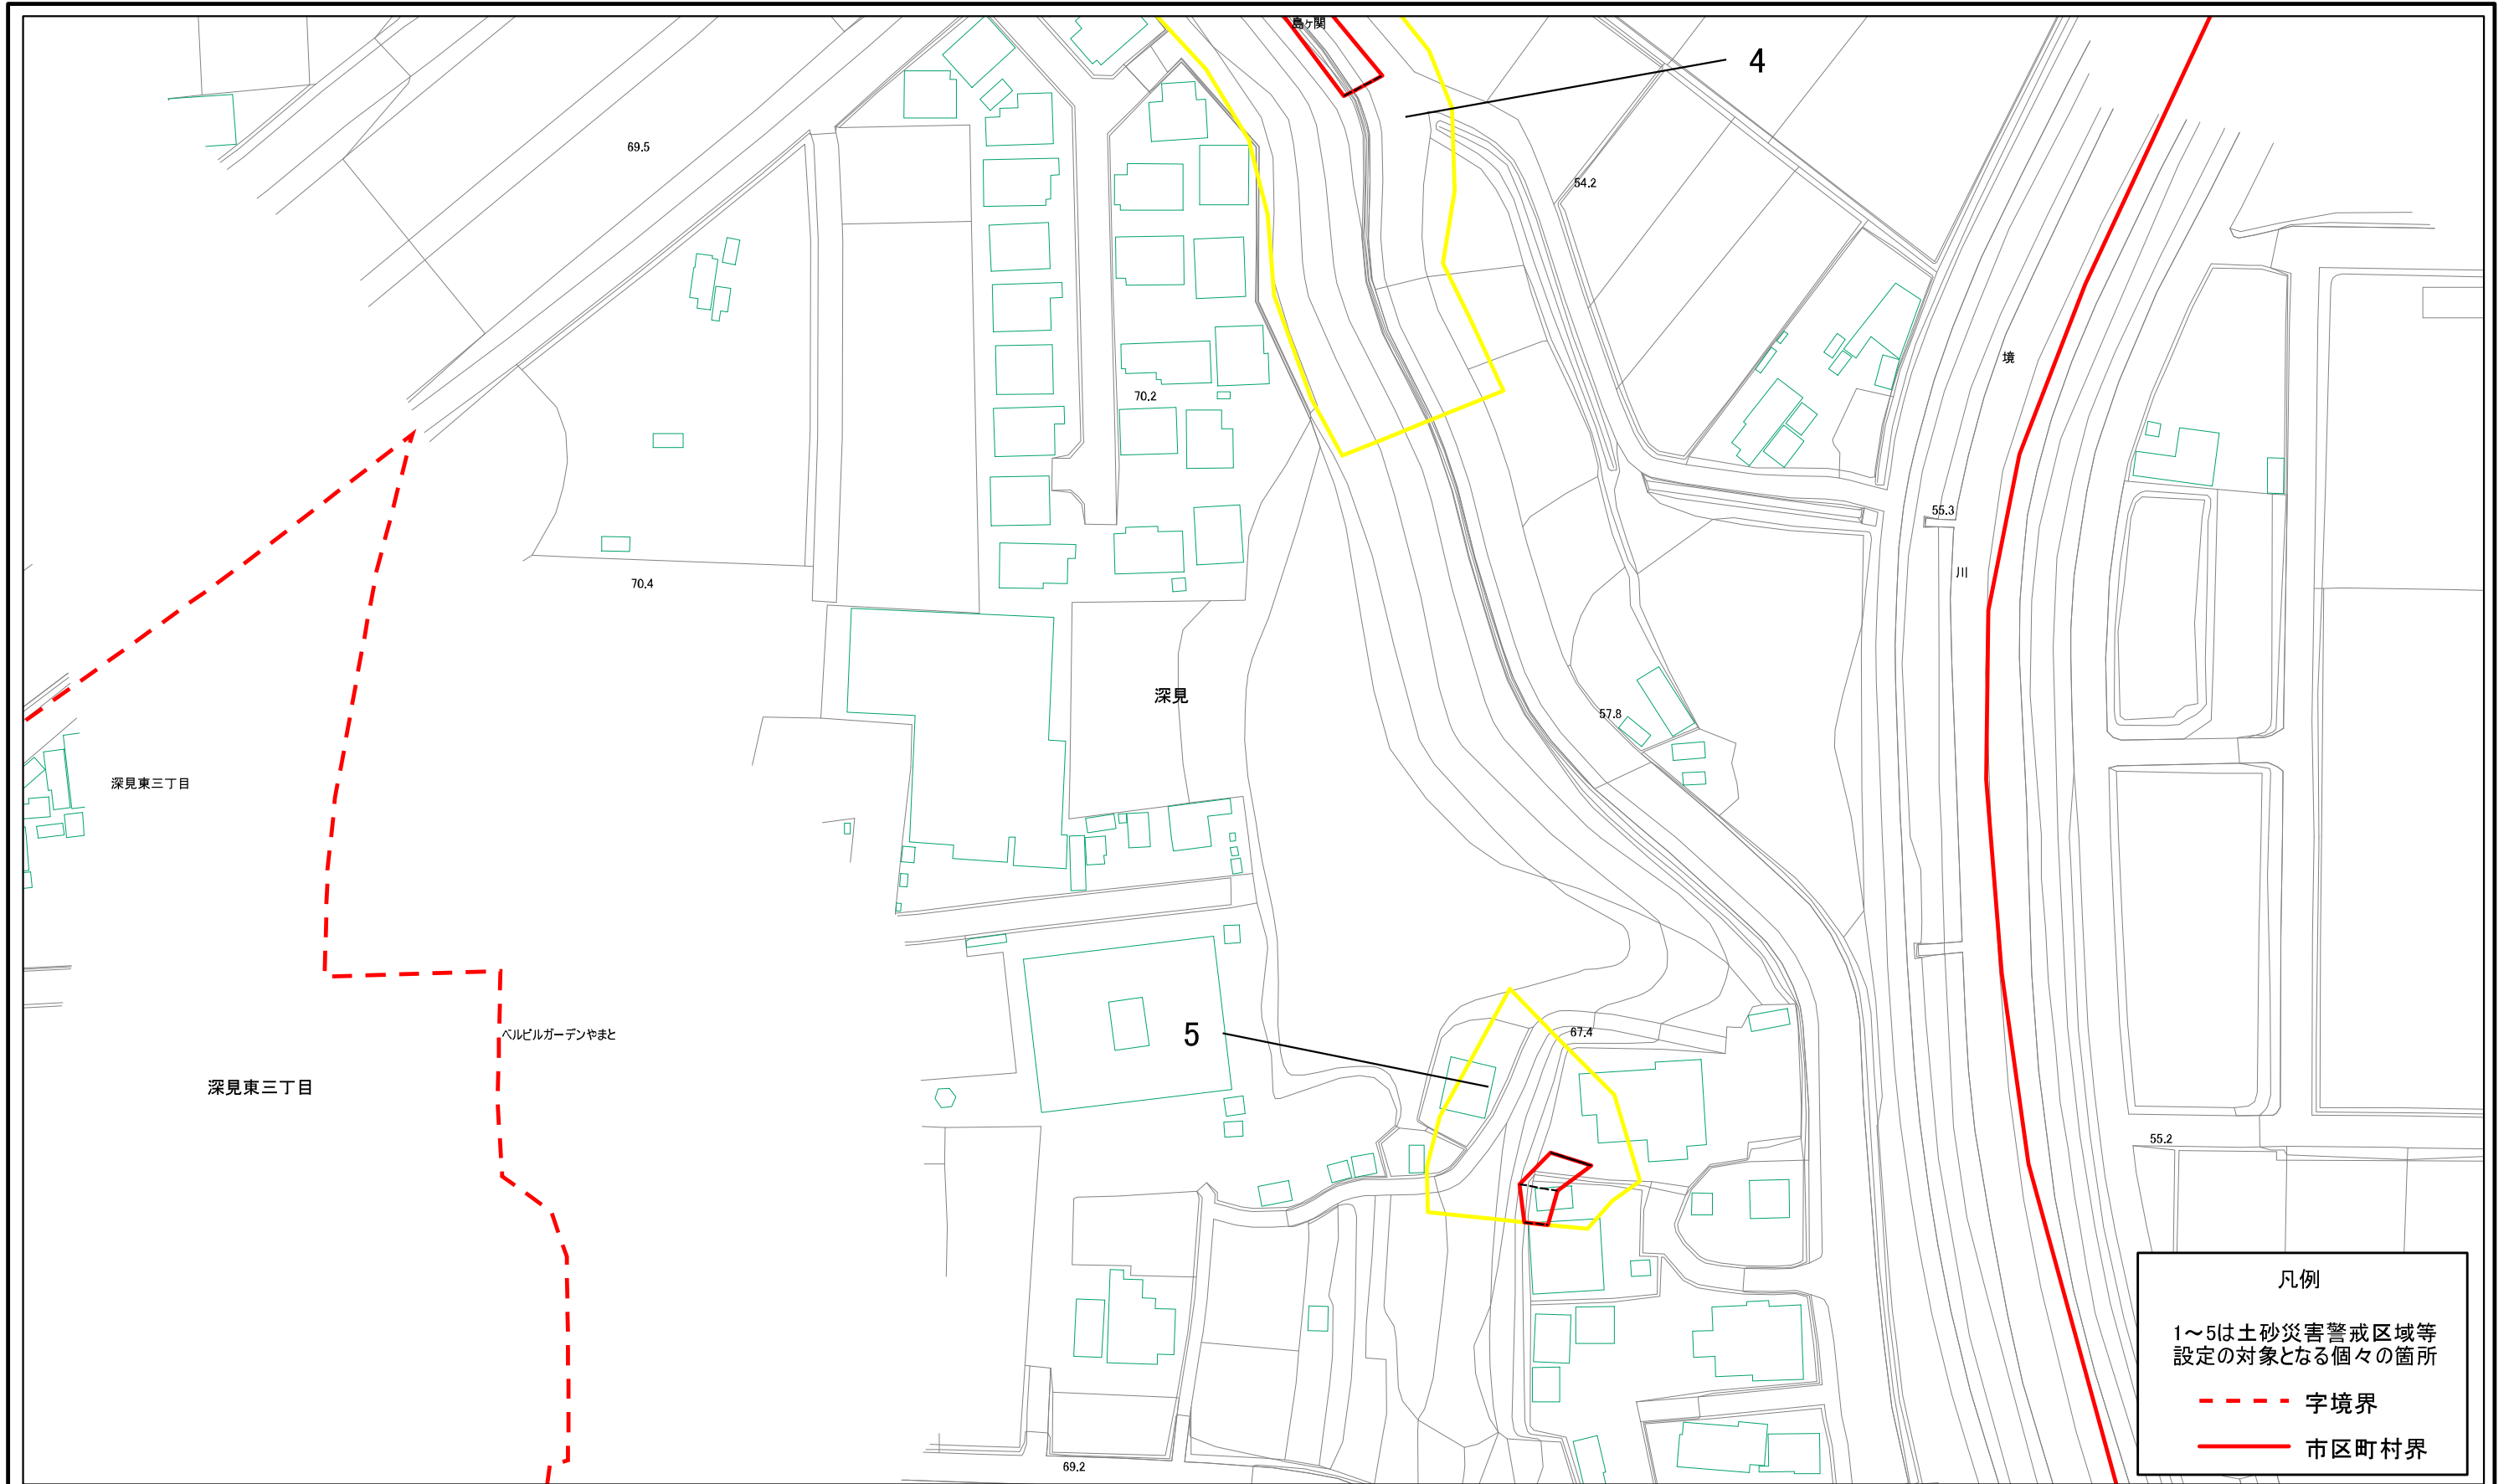 島ヶ関
4
69.5
54.2
境
70.2
55.3
川
70.4
深見
57.8
深見東三丁目
67.4
5
ベルビルガーデンやまと
深見東三丁目
55.2
凡例
1～5は土砂災害警戒区域等
設定の対象となる個々の箇所
字境界
市区町村界
69.2